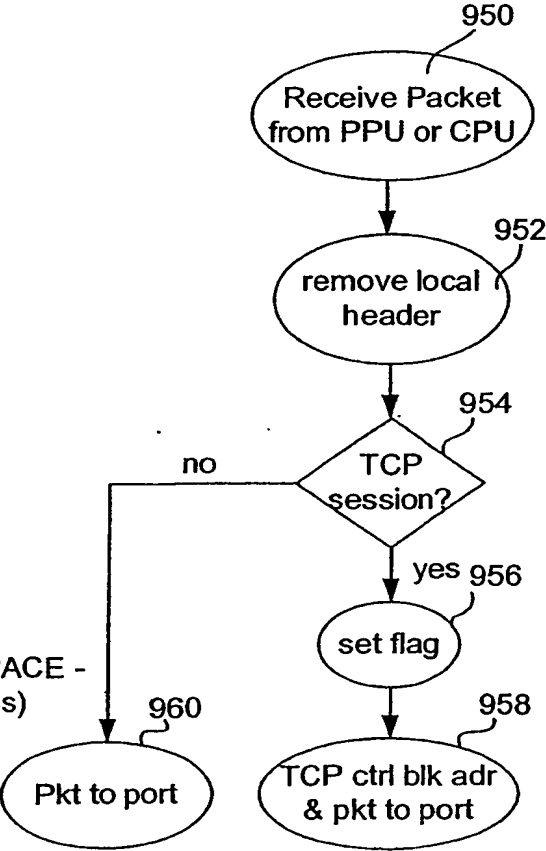 950
Receive Packet
from PPU or CPU
952
remove local
header
954
TCP
session?
no
yes
956
set flag
PACE -
s)
960
958
Pkt to port
TCP ctrl blk adr
& pkt to port